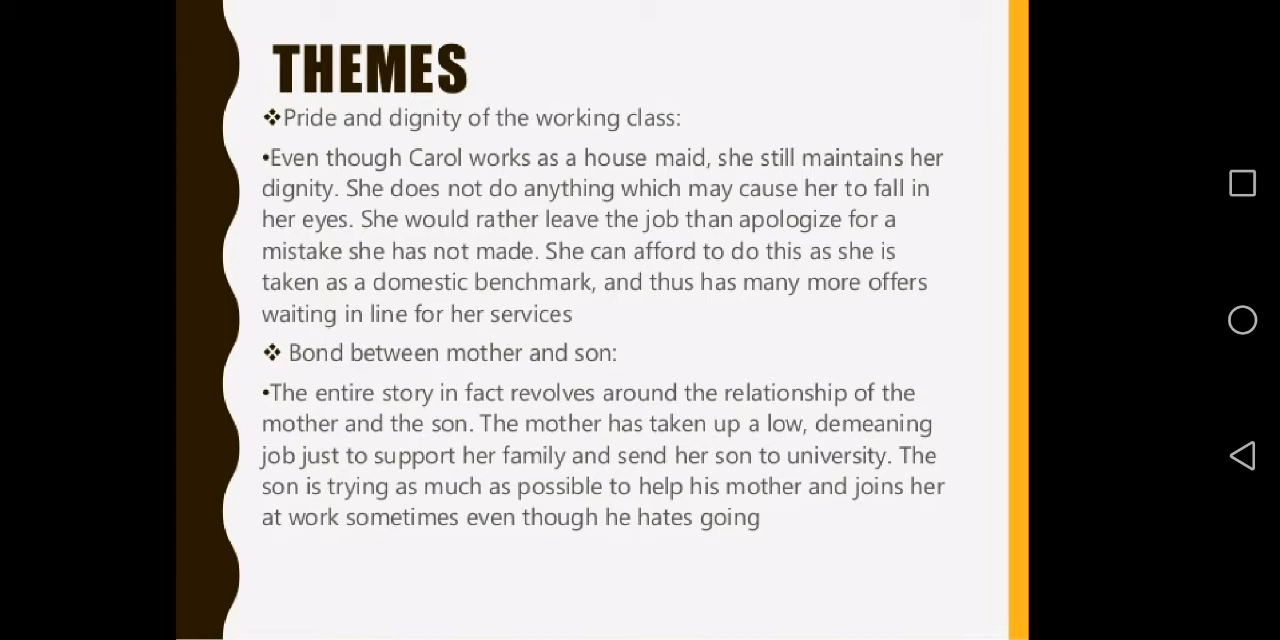 THEMES
❖Pride and dignity of the working class:
•Even though Carol works as a house maid, she still maintains her
dignity. She does not do anything which may cause her to fall in
her eyes. She would rather leave the job than apologize for a
mistake she has not made. She can afford to do this as she is
taken as a domestic benchmark, and thus has many more offers
waiting in line for her services
❖ Bond between mother and son:
•The entire story in fact revolves around the relationship of the
mother and the son. The mother has taken up a low, demeaning
job just to support her family and send her son to university. The
son is trying as much as possible to help his mother and joins her
at work sometimes even though he hates going